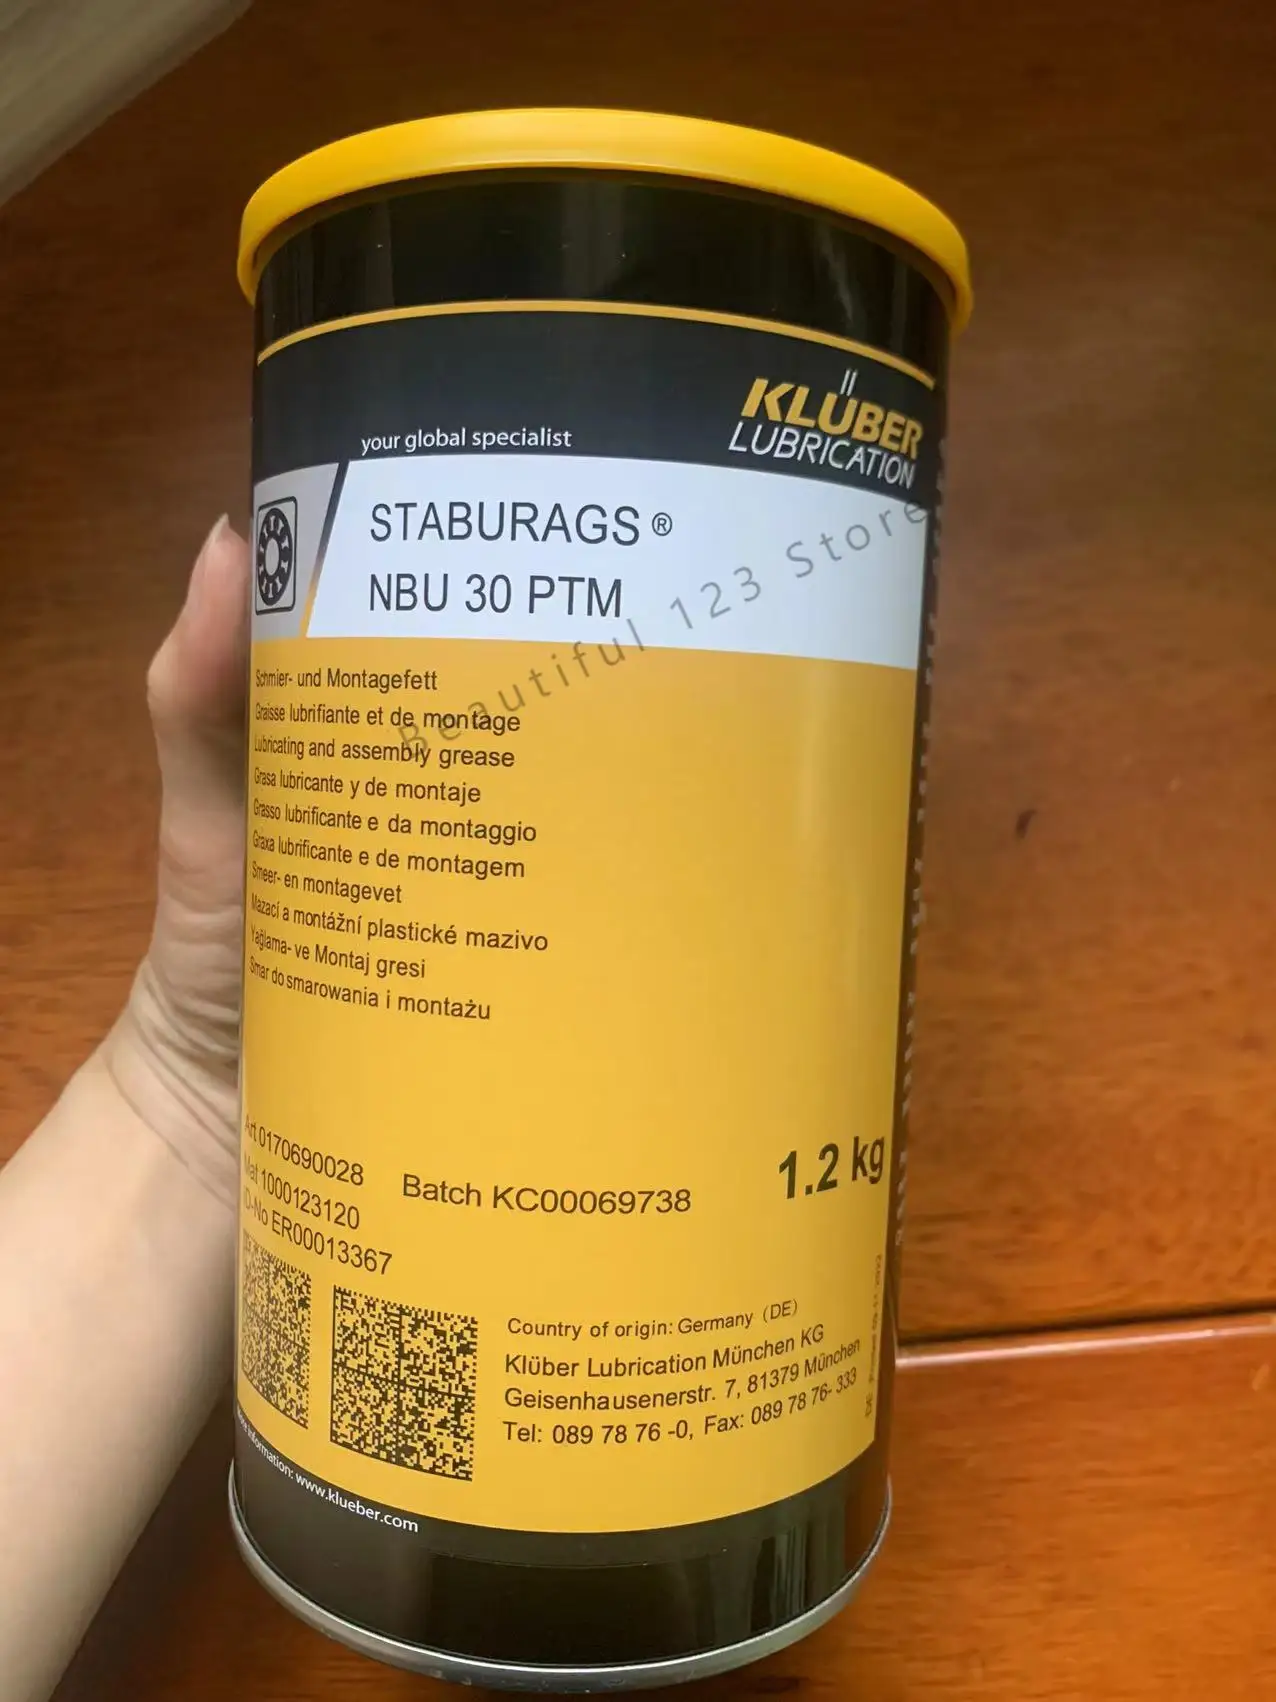 KLÜBER
LUBRICATION
your global specialist
STABURAGS®
NBU 30 PTM
Beautiful 123 Store
Schmier- und Montagefett
Graisse lubrifiante et de montage
Lubricating and assembly grease
Grasa lubricante y de montaje
Grasso lubrificante e da montaggio
Graxa lubrificante e de montagem
Smeer- en montagevet
Mazací a montážní plastické mazivo
Yağlama- ve Montaj gresi
Smar do smarowania i montażu
Art 0170690028
Mat 1000123120
ID-No ER00013367
Batch KC00069738
1.2 kg
Country of origin: Germany (DE)
Klüber Lubrication München KG
Geisenhausenerstr. 7, 81379 München
Tel: 089 78 76 -0, Fax: 089 78 76- 333
information: www.klueber.com